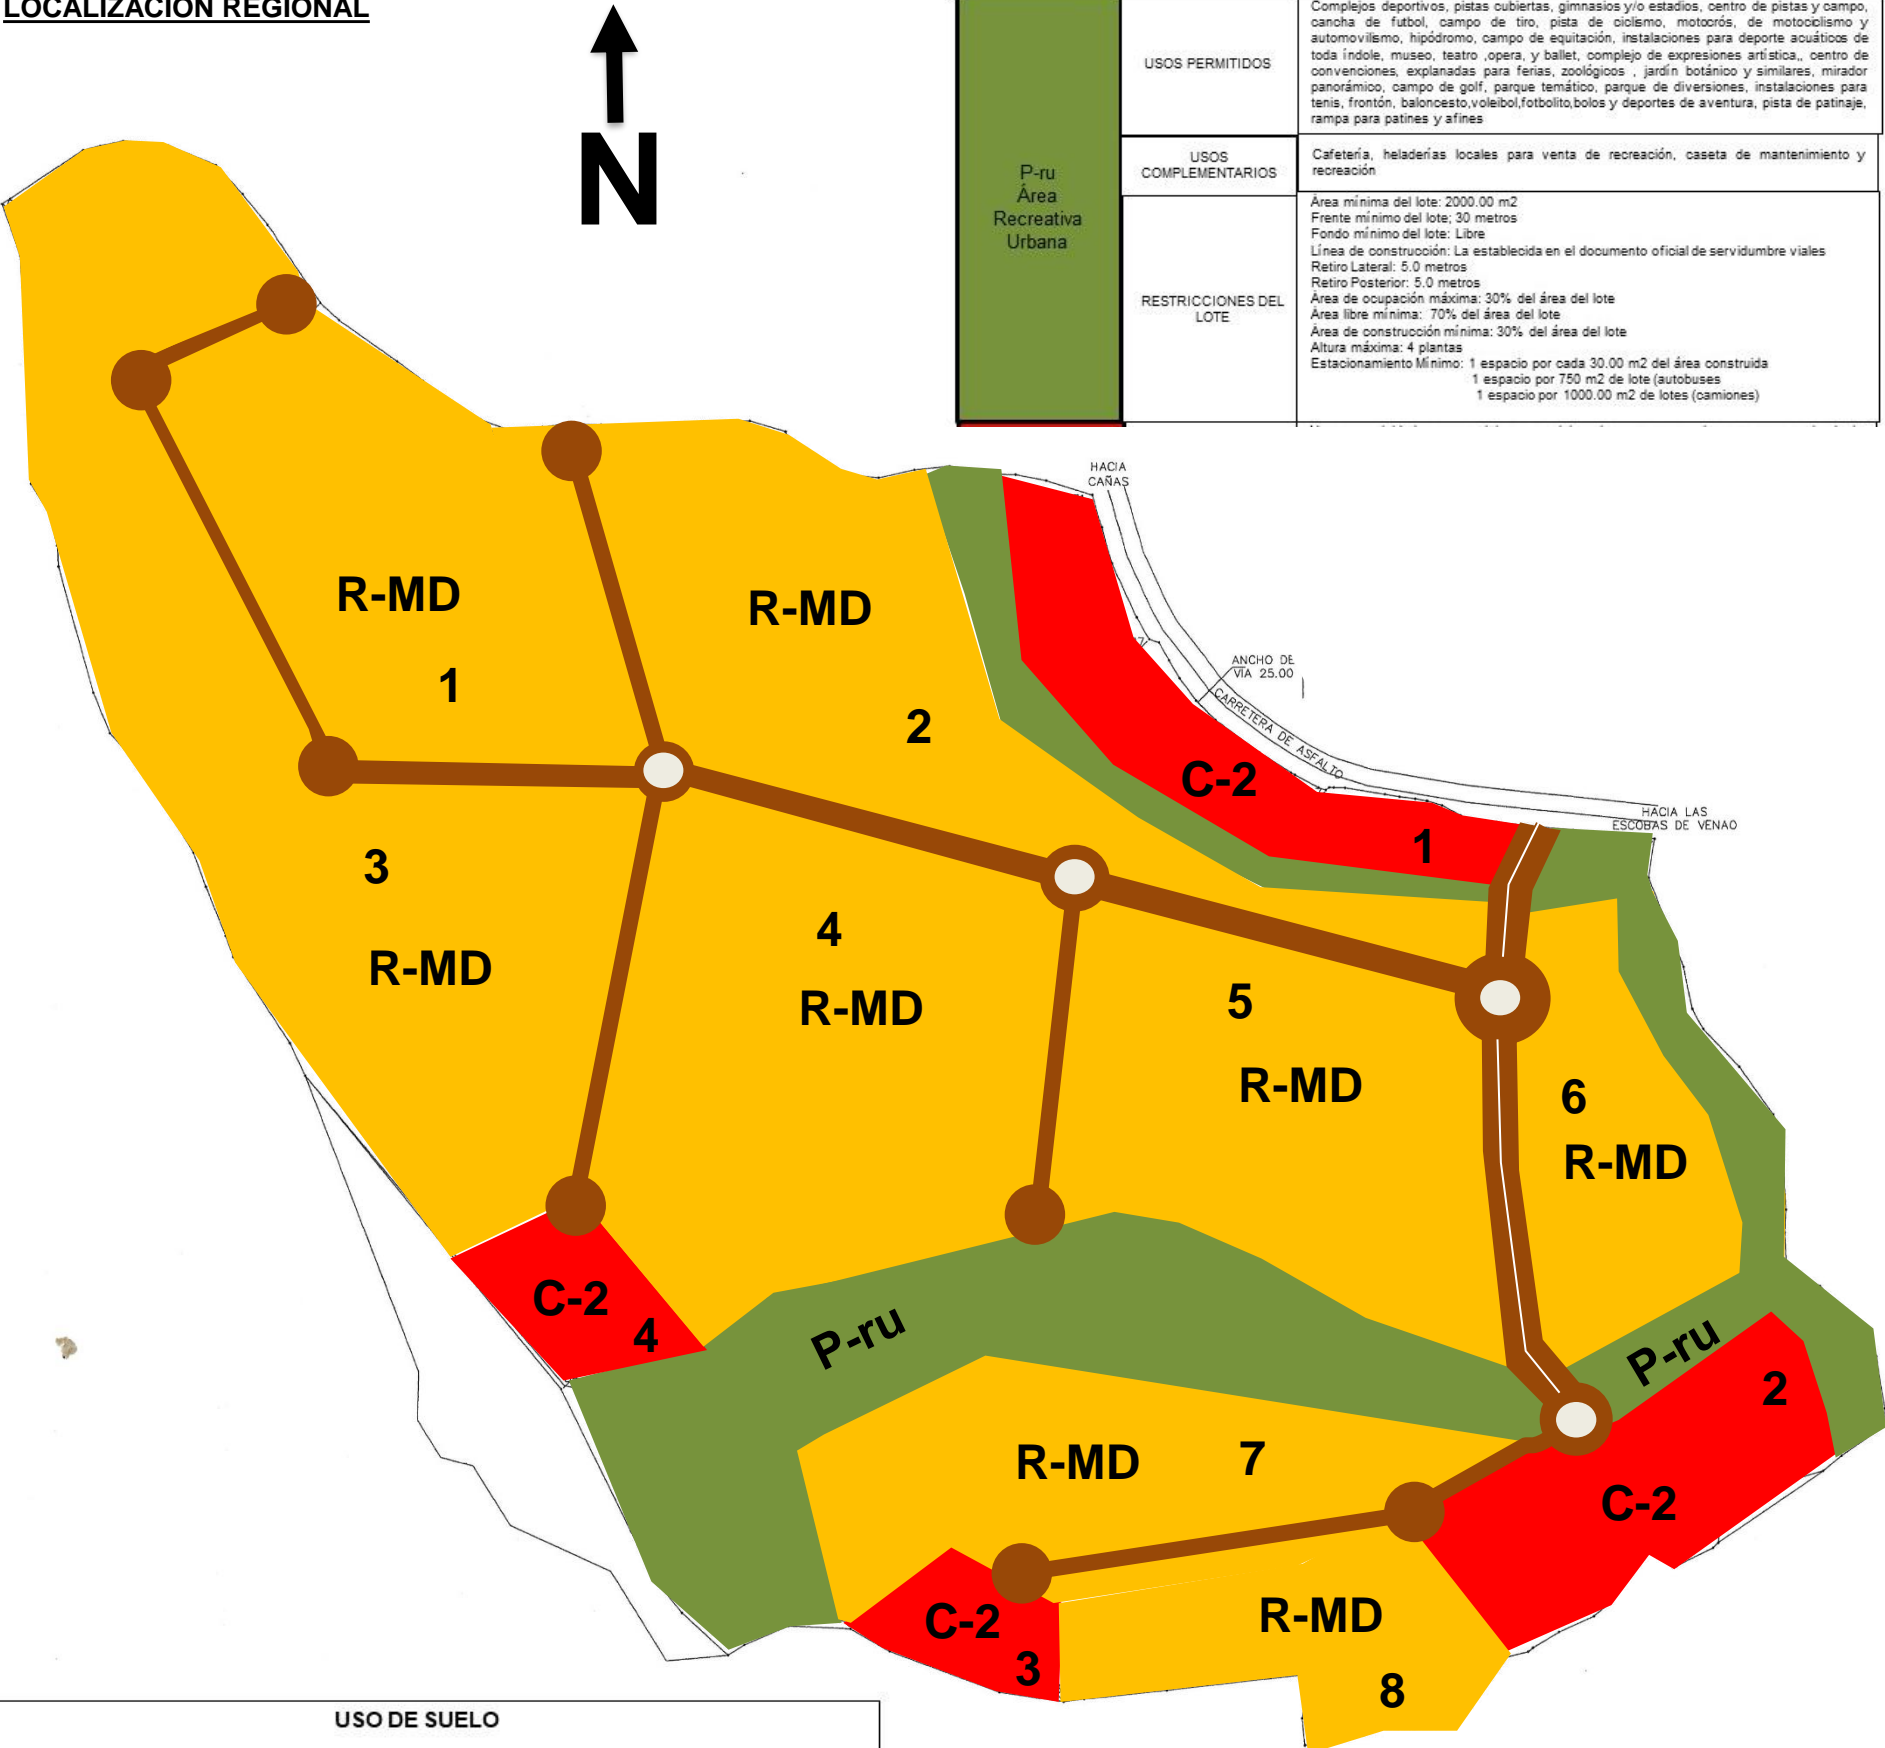 LOCALIZACIÓN REGIONAL
N
P-ru
Área
Recreativa
Urbana
USOS PERMITIDOS
Complejos deportivos, pistas cubiertas, gimnasios y/o estadios, centro de pistas y campo,
cancha de futbol, campo de tiro, pista de ciclismo, motocrós, de motociclismo y
automovilismo, hipódromo, campo de equitación, instalaciones para deporte acuáticos de
toda índole, museo, teatro ,opera, y ballet, complejo de expresiones artística,, centro de
convenciones, explanadas para ferias, zoológicos , jardín botánico y similares, mirador
panorámico, campo de golf, parque temático, parque de diversiones, instalaciones para
tenis, frontón, baloncesto,voleibol,fotbolito,bolos y deportes de aventura, pista de patinaje,
rampa para patines y afines
USOS
COMPLEMENTARIOS
Cafetería, heladerías locales para venta de recreación, caseta de mantenimiento y
recreación
RESTRICCIONES DEL
LOTE
Área mínima del lote: 2000.00 m2
Frente mínimo del lote; 30 metros
Fondo mínimo del lote: Libre
Línea de construcción: La establecida en el documento oficial de servidumbre viales
Retiro Lateral: 5.0 metros
Retiro Posterior: 5.0 metros
Área de ocupación máxima: 30% del área del lote
Área libre mínima: 70% del área del lote
Área de construcción mínima: 30% del área del lote
Altura máxima: 4 plantas
Estacionamiento Mínimo: 1 espacio por cada 30.00 m2 del área construida
1 espacio por 750 m2 de lote (autobuses
1 espacio por 1000.00 m2 de lotes (camiones)
HACIA
CAÑAS
ANCHO DE
VÍA 25.00
CARRETERA DE ASFALTO
HACIA LAS
ESCOBAS DE VENAO
R-MD
1
R-MD
2
C-2
1
3
R-MD
4
R-MD
5
R-MD
6
R-MD
C-2
4
P-ru
P-ru
2
C-2
R-MD
7
C-2
3
R-MD
8
USO DE SUELO